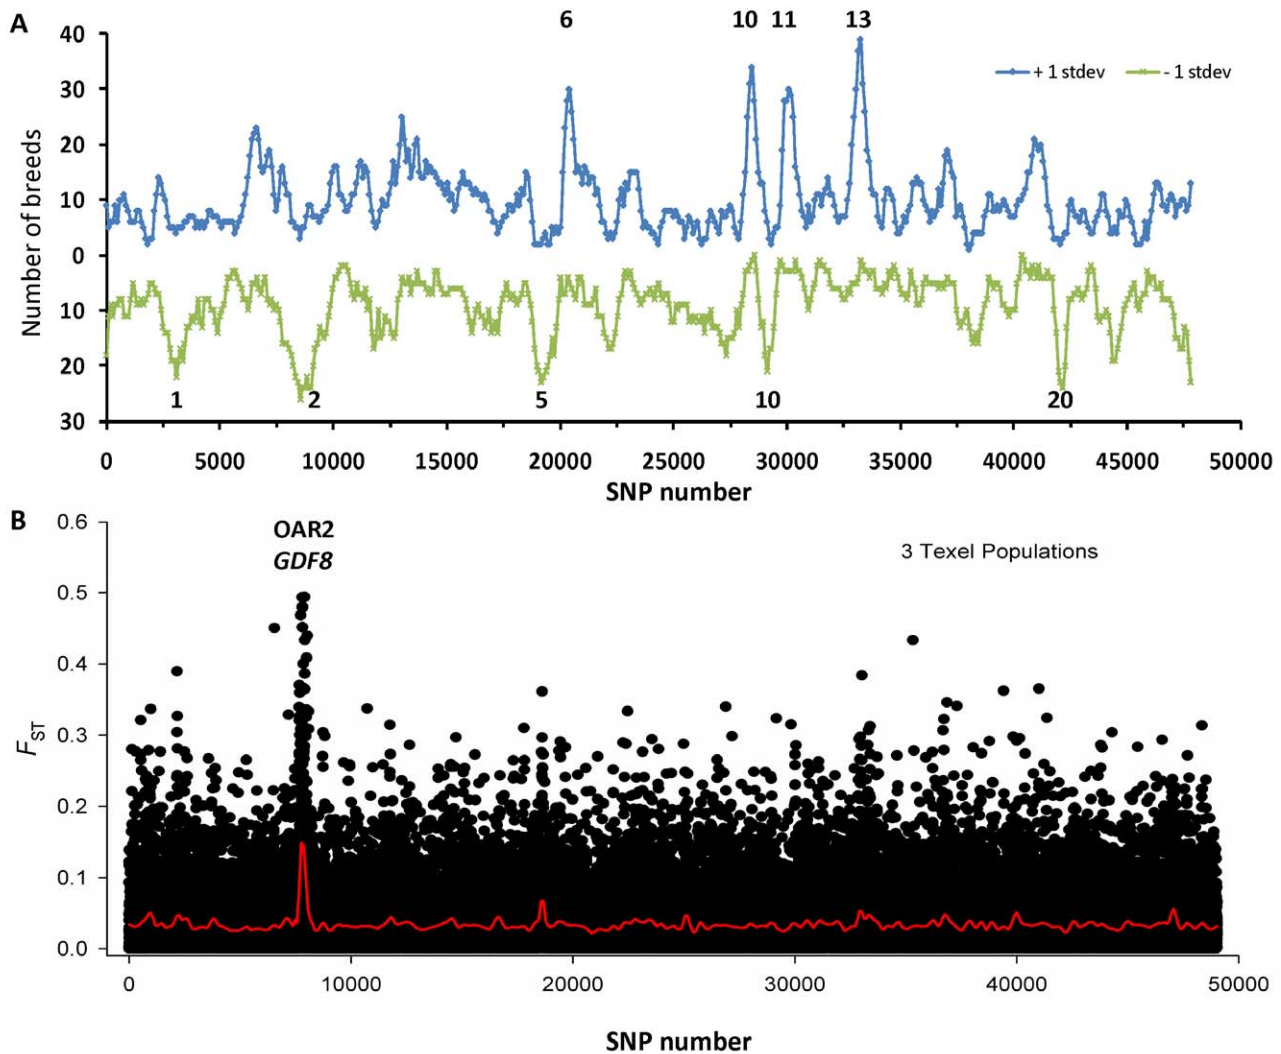 A
6 10 11 13
40
+ 1 stdev - 1 stdev
30
20
10
0
10
20
30
Number of breeds
1 2 5 10 20
0 5000 10000 15000 20000 25000 30000 35000 40000 45000 50000
SNP number
B
OAR2
GDF8
3 Texel Populations
0.6
0.5
0.4
0.3
0.2
0.1
0.0
FST
0 10000 20000 30000 40000 50000
SNP number